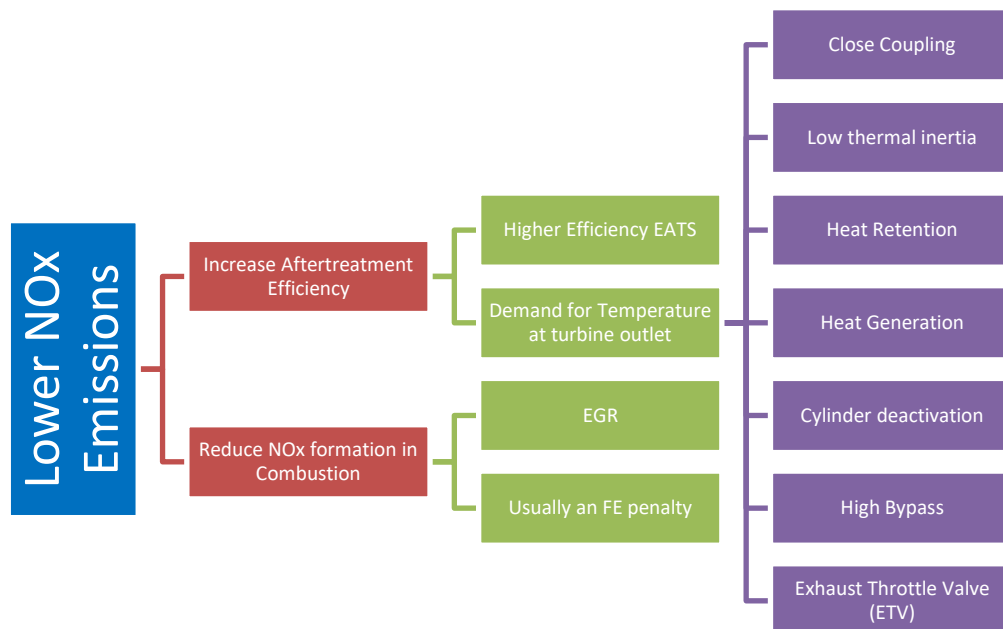 Lower NOx
Emissions
Increase Aftertreatment
Efficiency
Reduce NOx formation in
Combustion
Higher Efficiency EATS
Demand for Temperature
at turbine outlet
EGR
Usually an FE penalty
Close Coupling
Low thermal inertia
Heat Retention
Heat Generation
Cylinder deactivation
High Bypass
Exhaust Throttle Valve
(ETV)